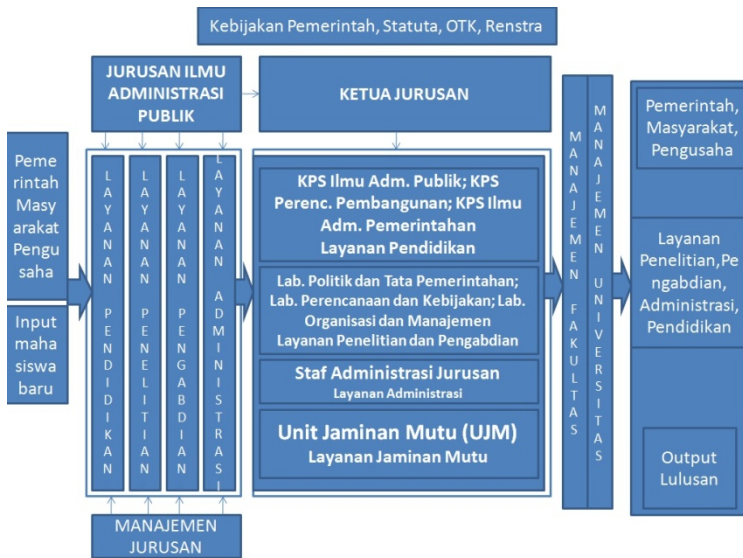 Kebijakan Pemerintah, Statuta, OTK, Renstra
JURUSAN ILMU
ADMINISTRASI
PUBLIK
KETUA JURUSAN
Peme
rintah
Masy
arakat
Pengu
saha
Input
maha
siswa
baru
LAYANAN PENDIDIKAN
LAYANAN PENELITIAN
LAYANAN PENGABDIAN
LAYANAN ADMINISTRASI
MANAJEMEN
JURUSAN
KPS Ilmu Adm. Publik; KPS
Perenc. Pembangunan; KPS Ilmu
Adm. Pemerintahan
Layanan Pendidikan
Lab. Politik dan Tata Pemerintahan;
Lab. Perencanaan dan Kebijakan; Lab.
Organisasi dan Manajemen
Layanan Penelitian dan Pengabdian
Staf Administrasi Jurusan
Layanan Administrasi
Unit Jaminan Mutu (UJM)
Layanan Jaminan Mutu
MANAJEMEN FAKULTAS
MANAJEMEN UNIVERSITAS
Pemerintah,
Masyarakat,
Pengusaha
Layanan
Penelitian,Pe
ngabdian,
Administrasi,
Pendidikan
Output
Lulusan